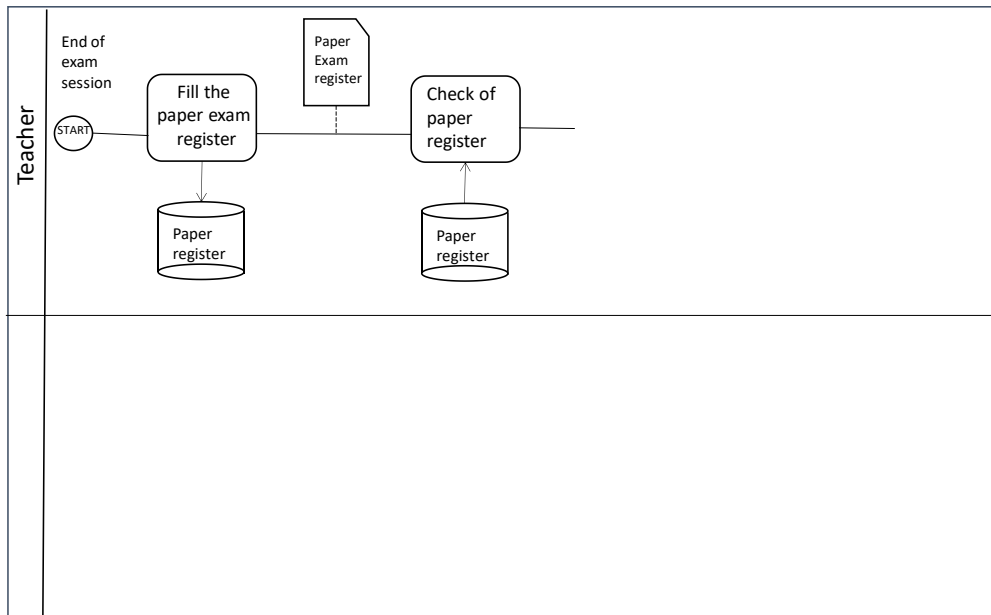 Teacher
End of
exam
session
START
Fill the
paper exam
register
Paper
Exam
register
Check of
paper
register
Paper
register
Paper
register